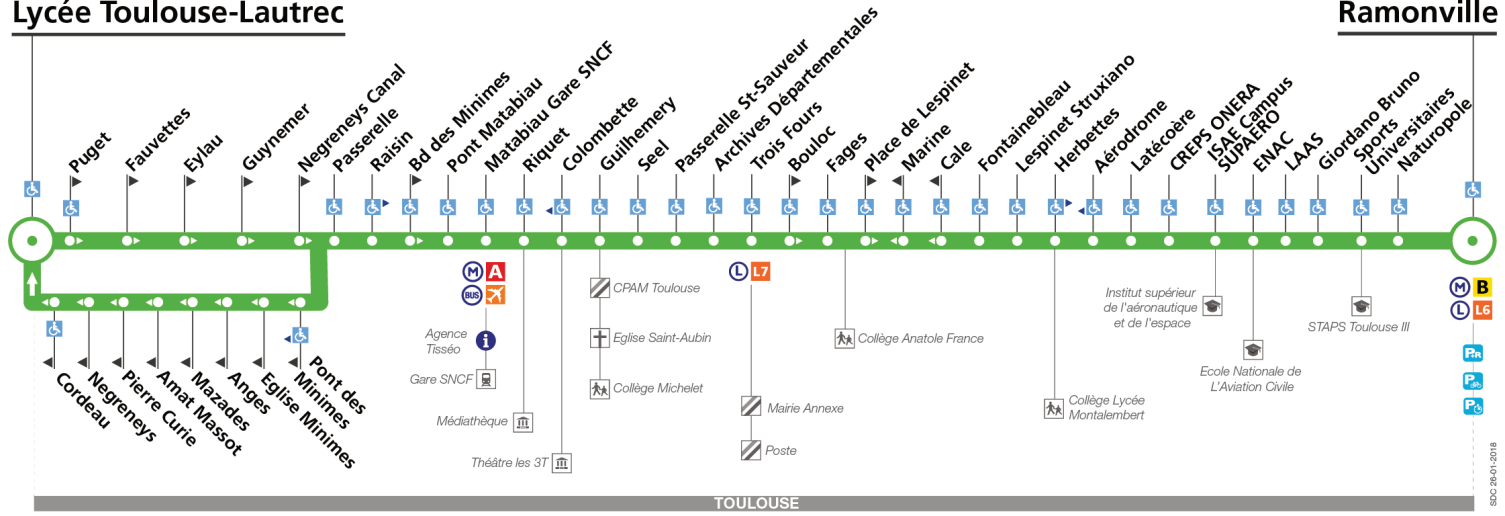 Lycée Toulouse-Lautrec
Ramonville
Puget
Fauvettes
Eylau
Guynemer
Negreneys Canal
Passerelle
Raisin
Bd des Minimes
Pont Matabiau
Matabiau Gare SNCF
Riquet
Colombette
Guilhemery
Seel
Passerelle St-Sauveur
Archives Départementales
Trois Fours
Bouloc
Fages
Place de Lespinet
Marine
Cale
Fontainebleau
Lespinet Struxiano
Herbettes
Aérodrome
Latécoère
CREPS ONERA
ISAE Campus
SUPAERO
ENAC
LAAS
Giordano Bruno
Sports
Universitaires
Naturopole
Cordeau
Negreneys
Pierre Curie
Amat Massot
Mazades
Anges
Eglise Minimes
Pont des
Minimes
M A
BUS
Agence
Tisséo
i
Gare SNCF
Médiathèque
Théâtre les 3T
CPAM Toulouse
Eglise Saint-Aubin
Collège Michelet
L L7
Mairie Annexe
Poste
Collège Anatole France
Collège Lycée
Montalembert
Institut supérieur
de l'aéronautique
et de l'espace
Ecole Nationale de
L'Aviation Civile
STAPS Toulouse III
M B
L L6
PR
P
P
TOULOUSE
SDC 26-01-2018